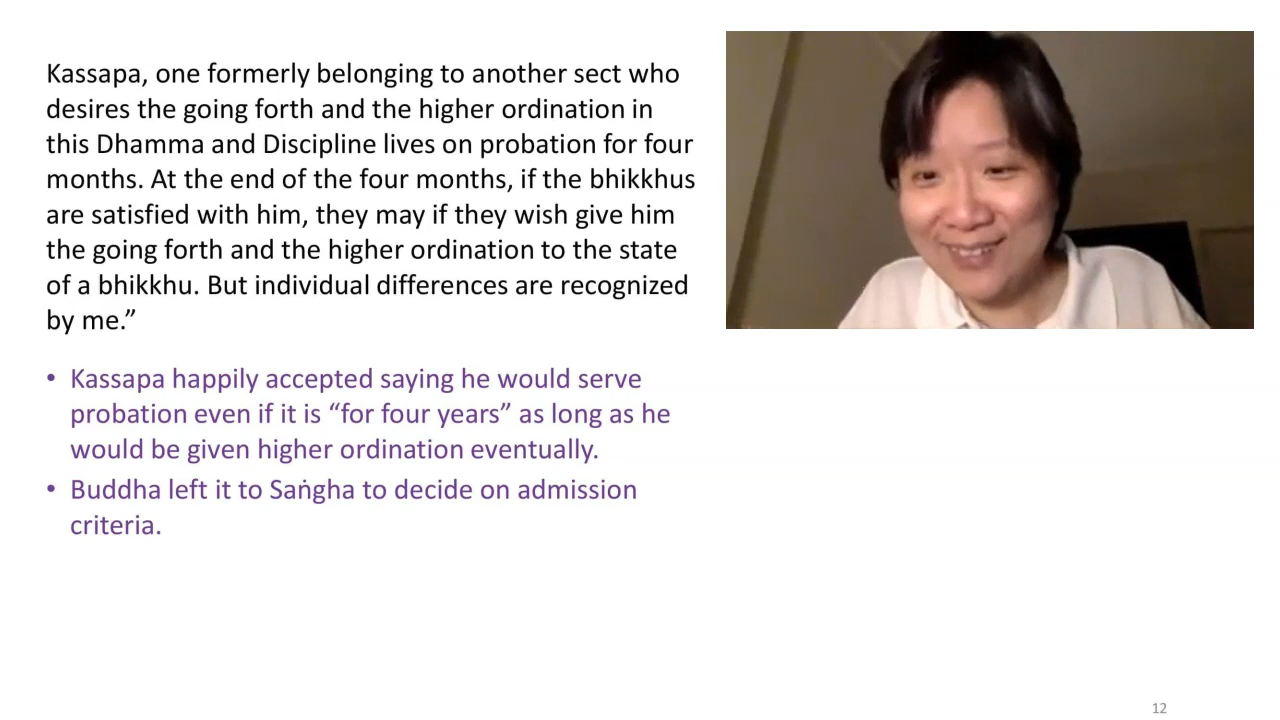 Kassapa, one formerly belonging to another sect who
desires the going forth and the higher ordination in
this Dhamma and Discipline lives on probation for four
months. At the end of the four months, if the bhikkhus
are satisfied with him, they may if they wish give him
the going forth and the higher ordination to the state
of a bhikkhu. But individual differences are recognized
by me.”
• Kassapa happily accepted saying he would serve
probation even if it is “for four years” as long as he
would be given higher ordination eventually.
• Buddha left it to Saṅgha to decide on admission
criteria.
12